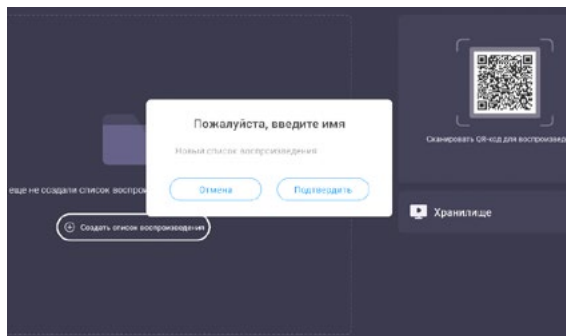 Пожалуйста, введите имя
Новый список воспроизведения
Отмена
Подтвердить
еще не создали список воспрои
Создать список воспроизведения
Сканировать QR-код для воспроизвед
Хранилище